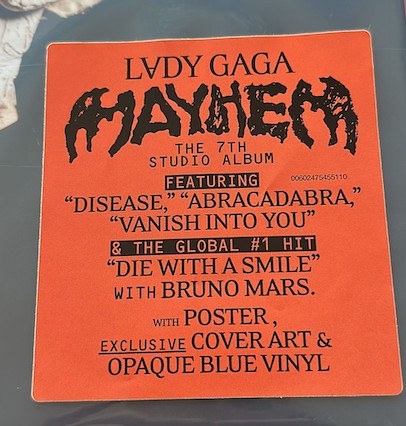 LADY GAGA
MAYHEM
THE 7TH
STUDIO ALBUM
FEATURING
00602475455110
“DISEASE,” “ABRACADABRA,”
“VANISH INTO YOU”
& THE GLOBAL #1 HIT
“DIE WITH A SMILE”
WITH BRUNO MARS.
WITH POSTER,
EXCLUSIVE COVER ART &
OPAQUE BLUE VINYL